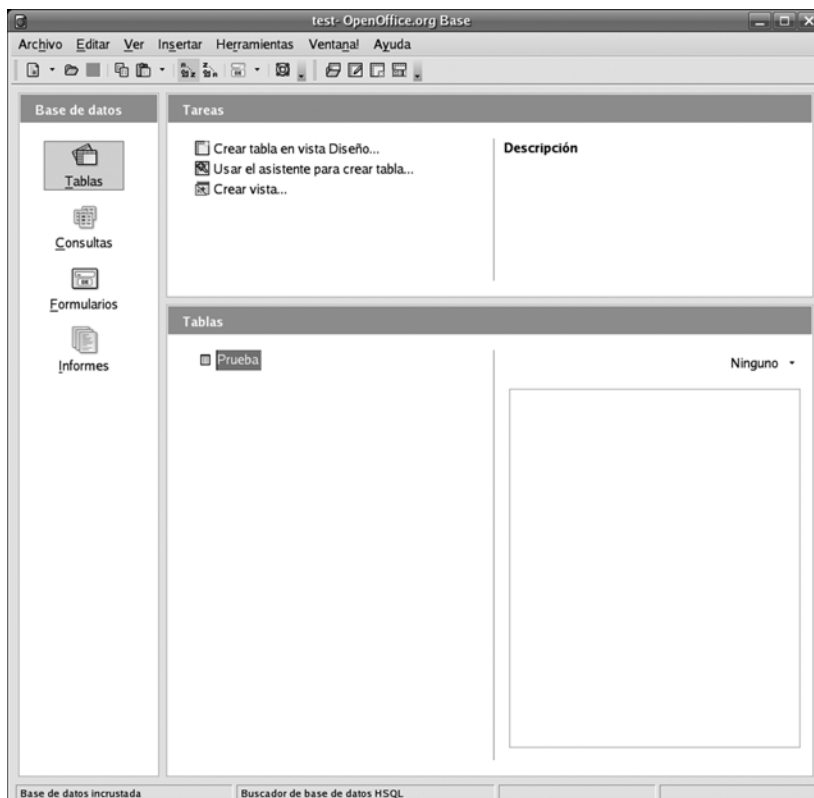 test- OpenOffice.org Base
Archivo Editar Ver Insertar Herramientas Ventana! Ayuda
Base de datos
Tablas
Consultas
Formularios
Informes
Tareas
Crear tabla en vista Diseño...
Usar el asistente para crear tabla...
Crear vista...
Descripción
Tablas
Prueba
Ninguno
Base de datos incrustada
Buscador de base de datos HSQL